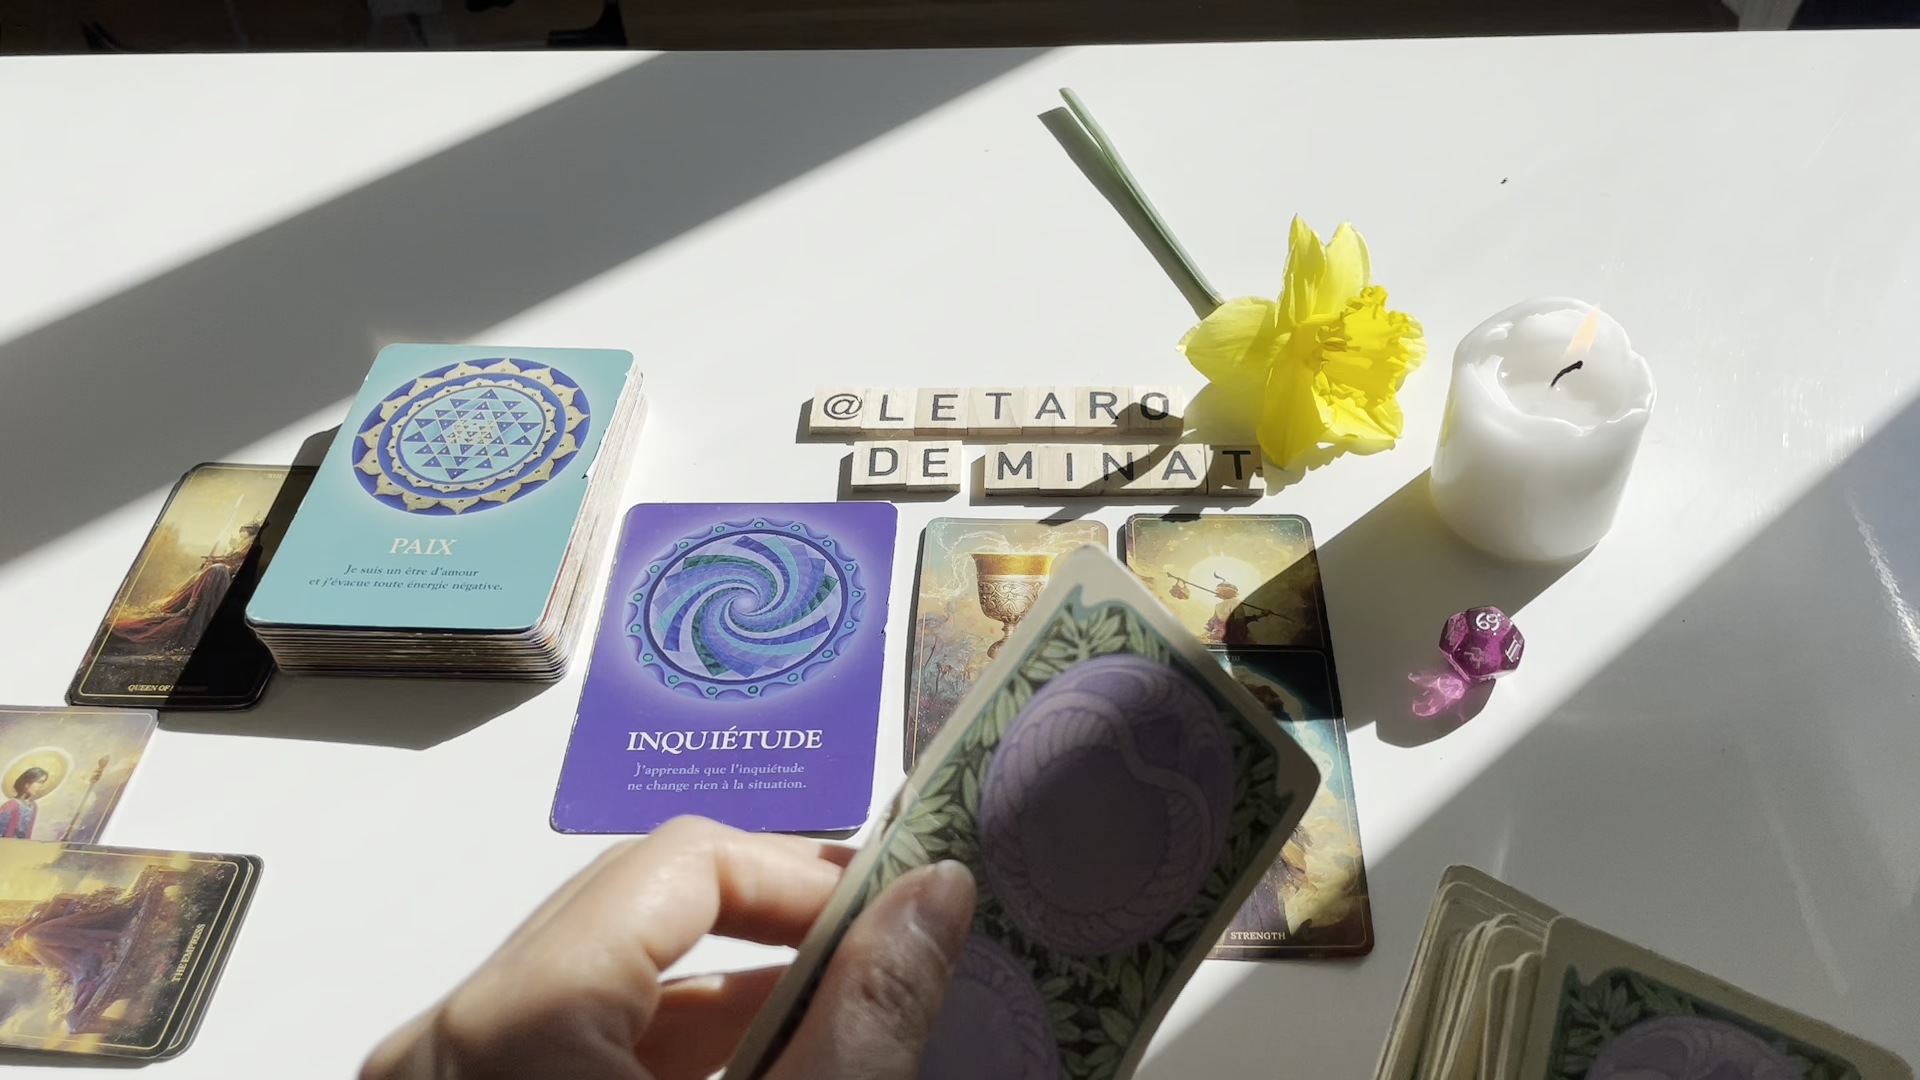 @LETARO
DE MINAT
PAIX
Je suis un être d'amour
et j'évacue toute énergie négative.
QUEEN OF
INQUIÉTUDE
J'apprends que l'inquiétude
ne change rien à la situation.
THE EMPRESS
STRENGTH
69